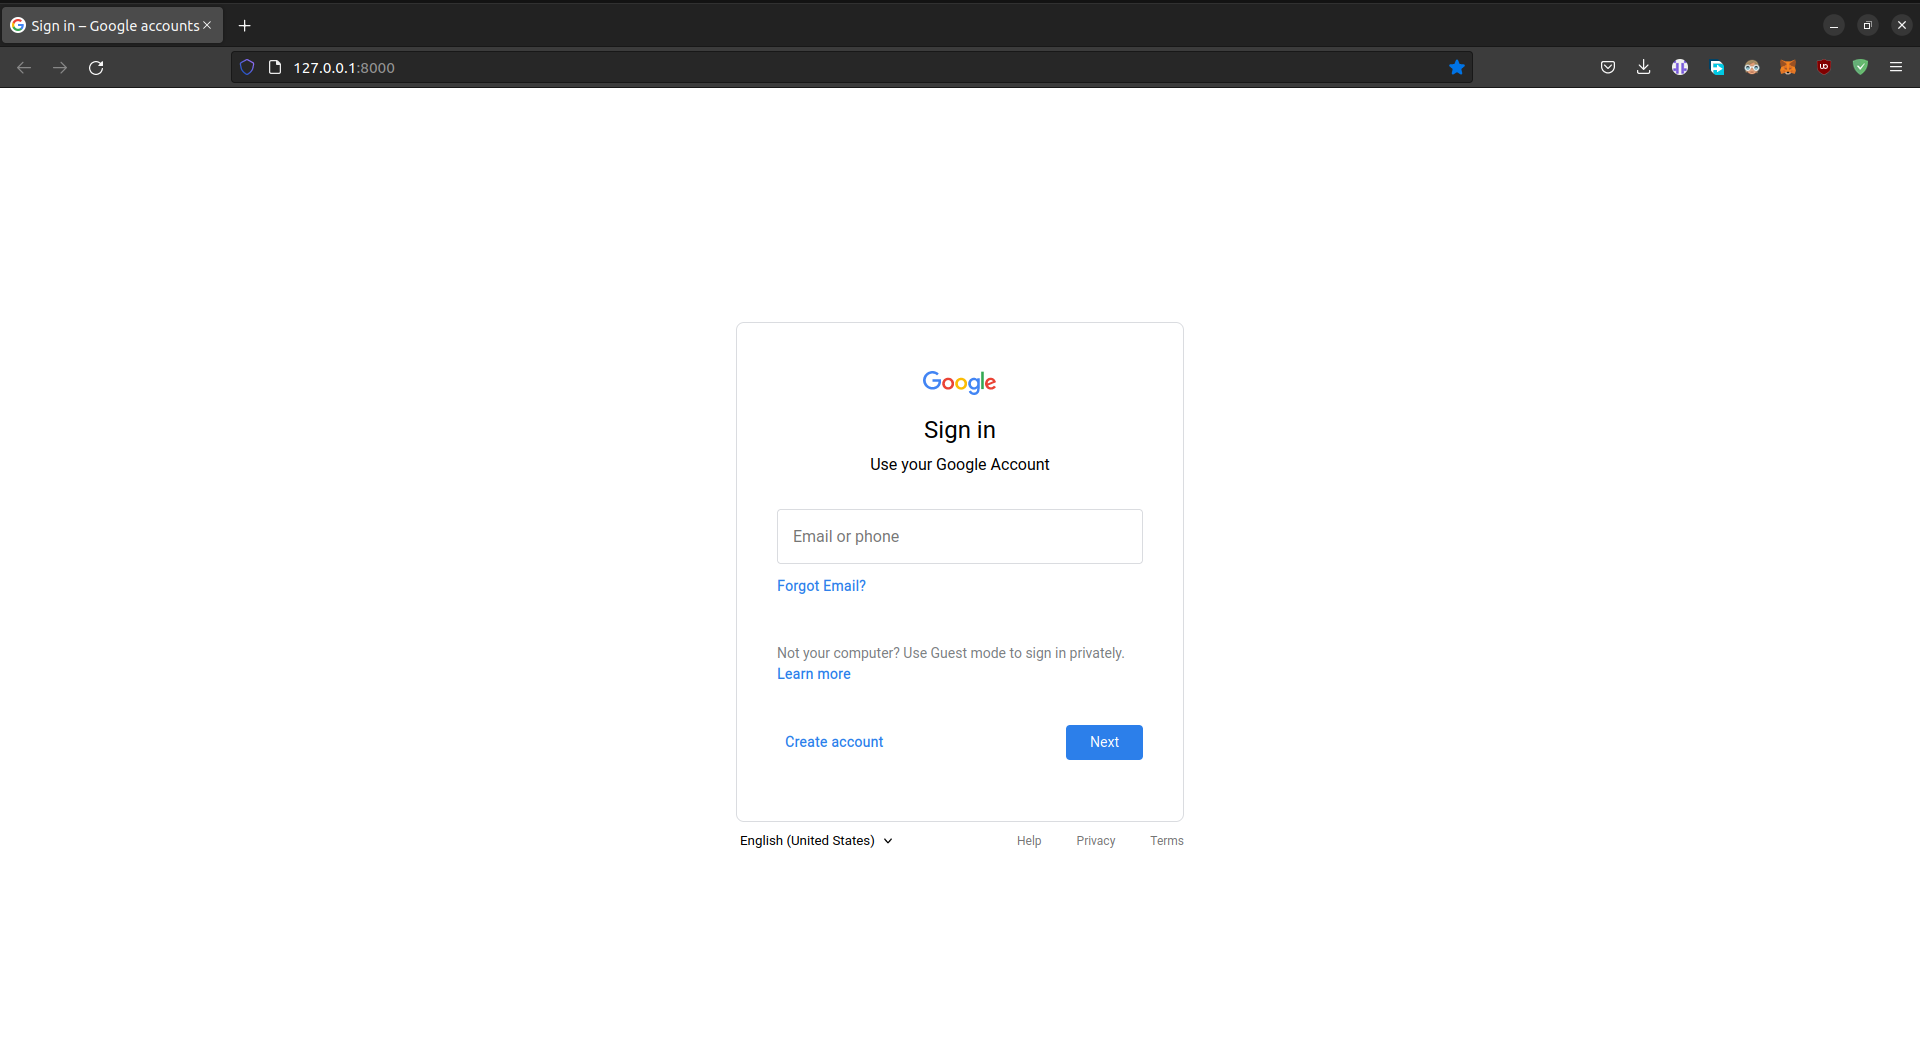 Sign in – Google accounts
127.0.0.1:8000
Google
Sign in
Use your Google Account
Email or phone
Forgot Email?
Not your computer? Use Guest mode to sign in privately.
Learn more
Create account
Next
English (United States)
Help Privacy Terms